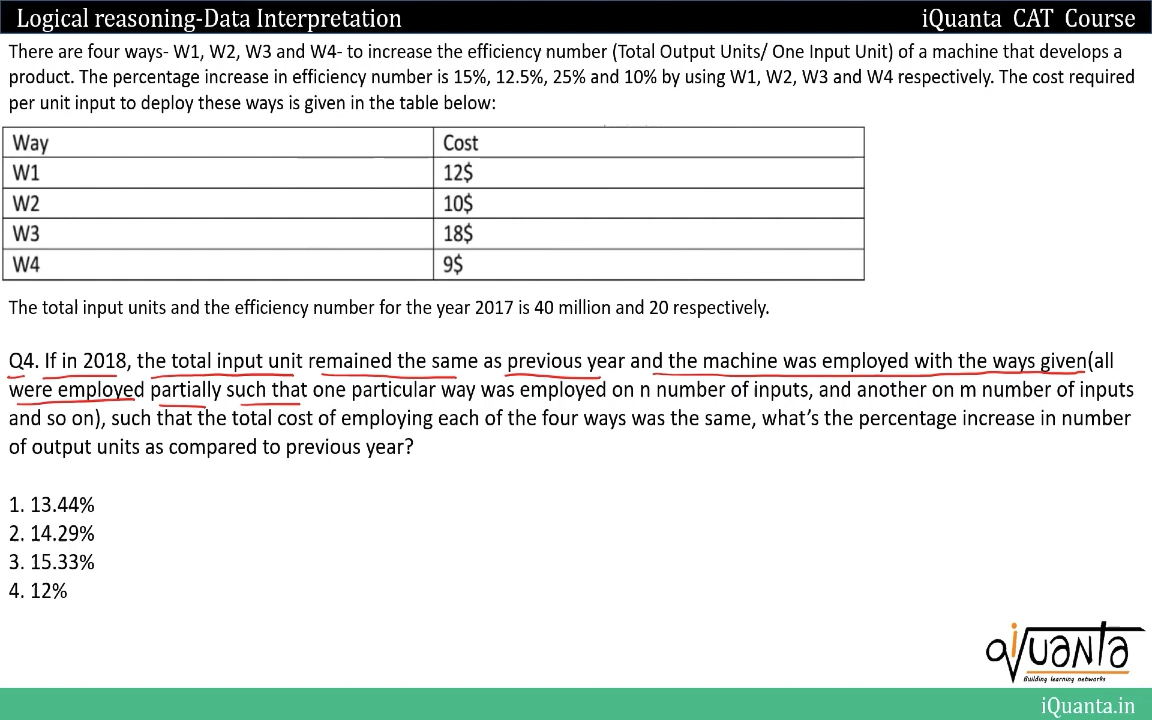 Logical reasoning-Data Interpretation
iQuanta CAT Course
There are four ways- W1, W2, W3 and W4- to increase the efficiency number (Total Output Units/ One Input Unit) of a machine that develops a
product. The percentage increase in efficiency number is 15%, 12.5%, 25% and 10% by using W1, W2, W3 and W4 respectively. The cost required
per unit input to deploy these ways is given in the table below:
Way Cost
W1 12$
W2 10$
W3 18$
W4 9$
The total input units and the efficiency number for the year 2017 is 40 million and 20 respectively.
Q4. If in 2018, the total input unit remained the same as previous year and the machine was employed with the ways given(all
were employed partially such that one particular way was employed on n number of inputs, and another on m number of inputs
and so on), such that the total cost of employing each of the four ways was the same, what's the percentage increase in number
of output units as compared to previous year?
1. 13.44%
2. 14.29%
3. 15.33%
4. 12%
iQuanta
Building learning networks
iQuanta.in